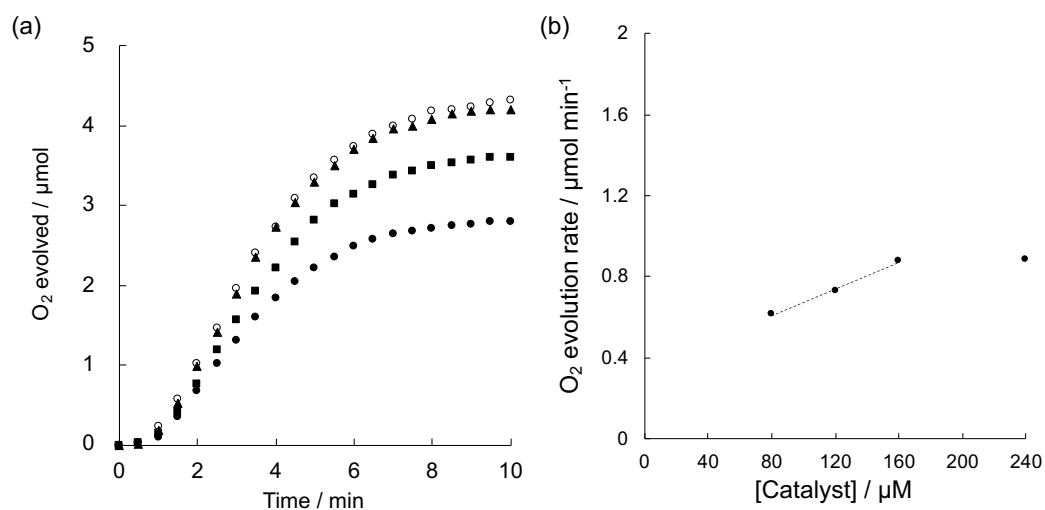 (a)
O₂ evolved / µmol
5
4
3
2
1
0
0 2 4 6 8 10
Time / min
(b)
O₂ evolution rate / µmol min⁻¹
2
1.6
1.2
0.8
0.4
0
0 40 80 120 160 200 240
[Catalyst] / µM